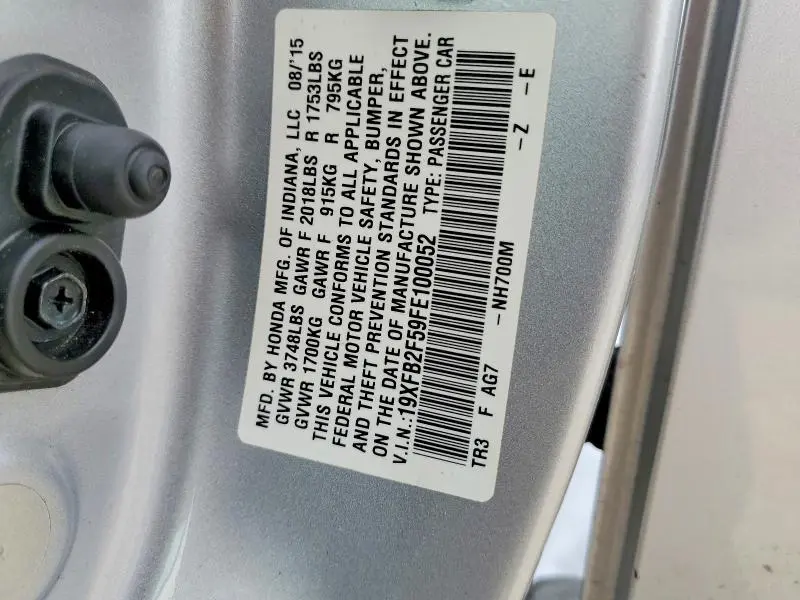 MFD. BY HONDA MFG. OF INDIANA, LLC 08/'15
GVWR 3748LBS GAWR F 2018LBS R 1753LBS
GVWR 1700KG GAWR F 915KG R 795KG
THIS VEHICLE CONFORMS TO ALL APPLICABLE
FEDERAL MOTOR VEHICLE SAFETY, BUMPER,
AND THEFT PREVENTION STANDARDS IN EFFECT
ON THE DATE OF MANUFACTURE SHOWN ABOVE.
V.I.N.:19XFB2F59FE100052 TYPE: PASSENGER CAR
TR3 F AG7 -NH700M -Z -E